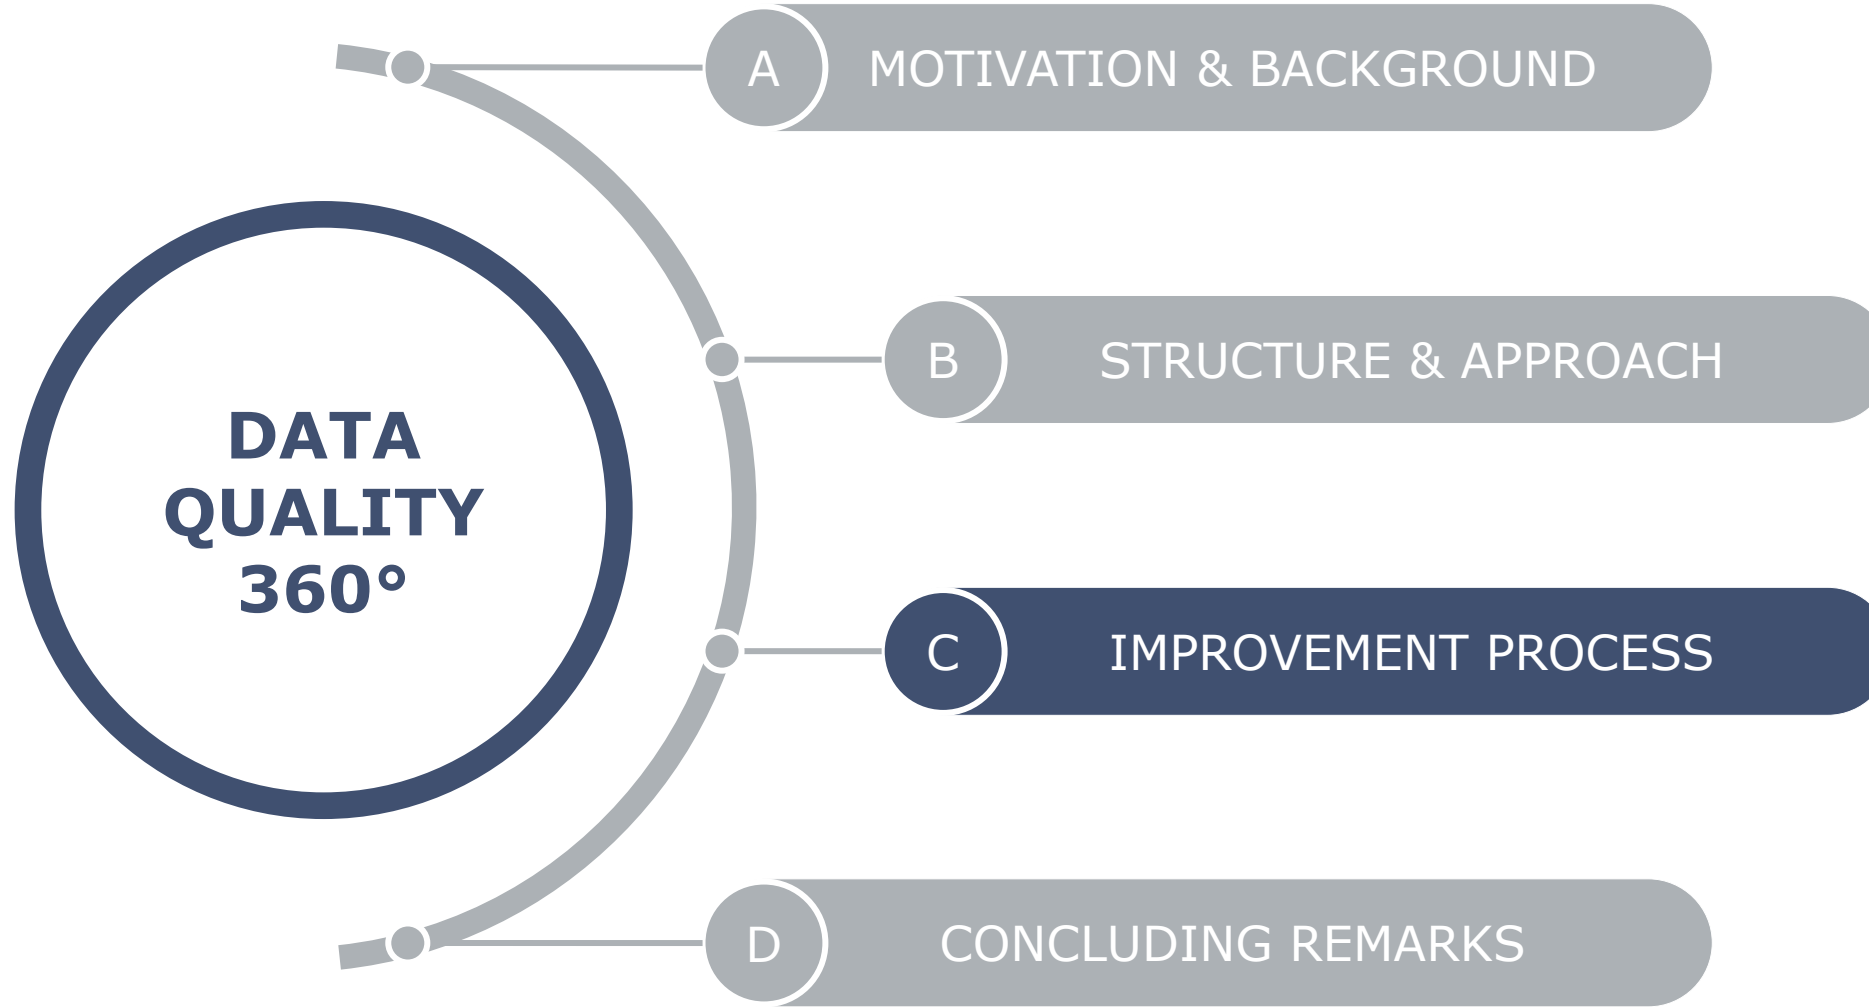 DATA
QUALITY
360°
A
MOTIVATION & BACKGROUND
B
STRUCTURE & APPROACH
C
IMPROVEMENT PROCESS
D
CONCLUDING REMARKS